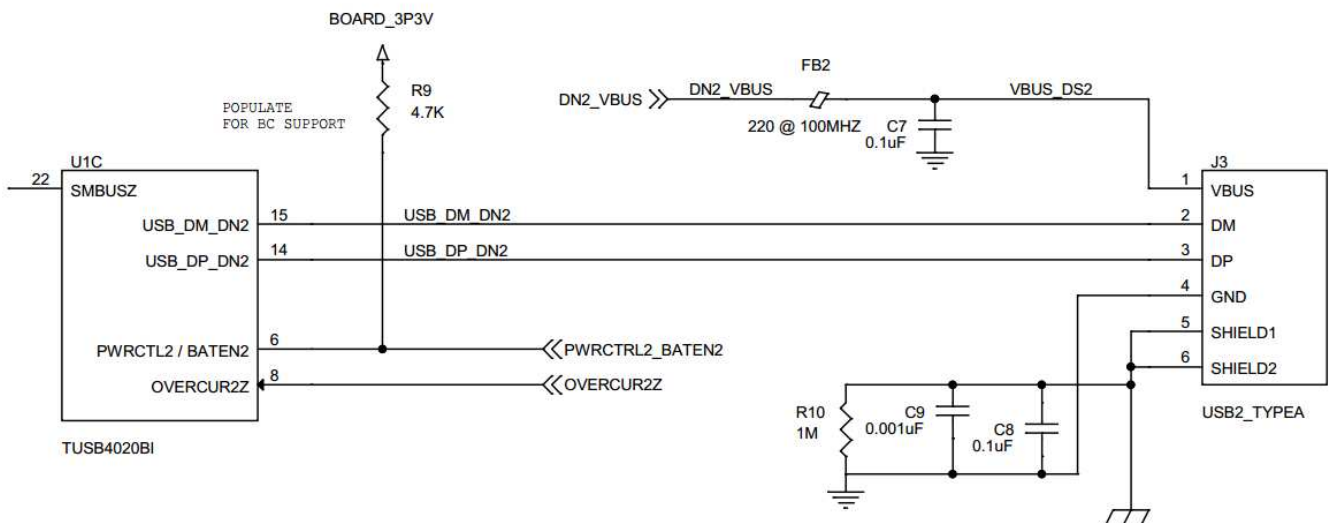 BOARD_3P3V
R9
4.7K
POPULATE
FOR BC SUPPORT
FB2
DN2_VBUS
DN2_VBUS
VBUS_DS2
220 @ 100MHZ
C7
0.1uF
U1C
22
SMBUSZ
USB_DM_DN2
15
USB_DM_DN2
USB_DP_DN2
14
USB_DP_DN2
PWRCTL2 / BATEN2
6
PWRCTRL2_BATEN2
OVERCUR2Z
8
OVERCUR2Z
TUSB4020BI
J3
1
VBUS
2
DM
3
DP
4
GND
5
SHIELD1
6
SHIELD2
USB2_TYPEA
R10
1M
C9
0.001uF
C8
0.1uF